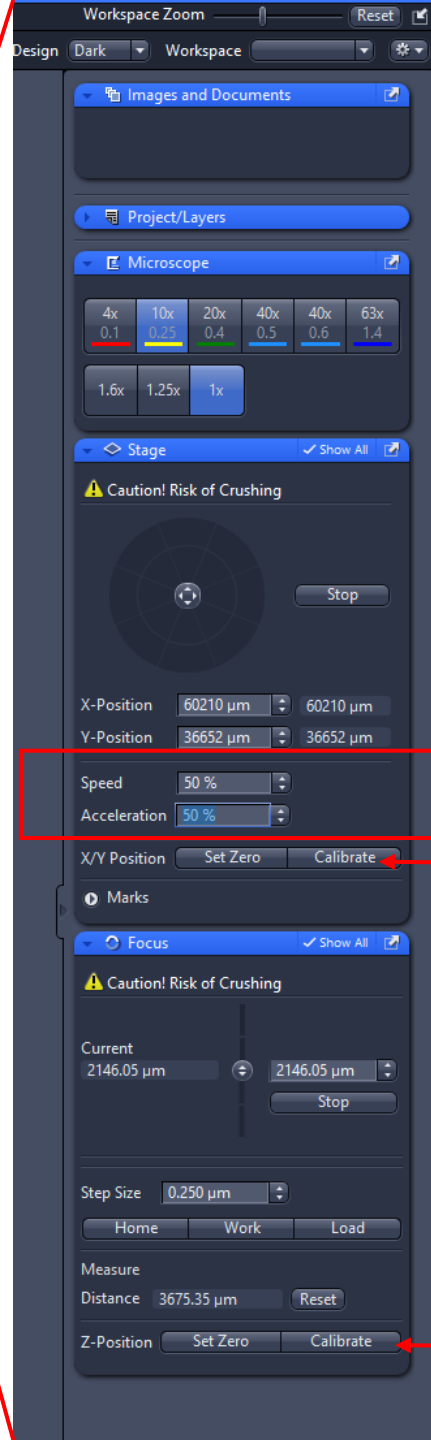 Workspace Zoom Reset
Design Dark Workspace
Images and Documents
Project/Layers
Microscope
4x 10x 20x 40x 40x 63x
0.1 0.25 0.4 0.5 0.6 1.4
1.6x 1.25x 1x
Stage Show All
Caution! Risk of Crushing
Stop
X-Position 60210 µm 60210 µm
Y-Position 36652 µm 36652 µm
Speed 50 %
Acceleration 50 %
X/Y Position Set Zero Calibrate
Marks
Focus Show All
Caution! Risk of Crushing
Current
2146.05 µm 2146.05 µm
Stop
Step Size 0.250 µm
Home Work Load
Measure
Distance 3675.35 µm Reset
Z-Position Set Zero Calibrate